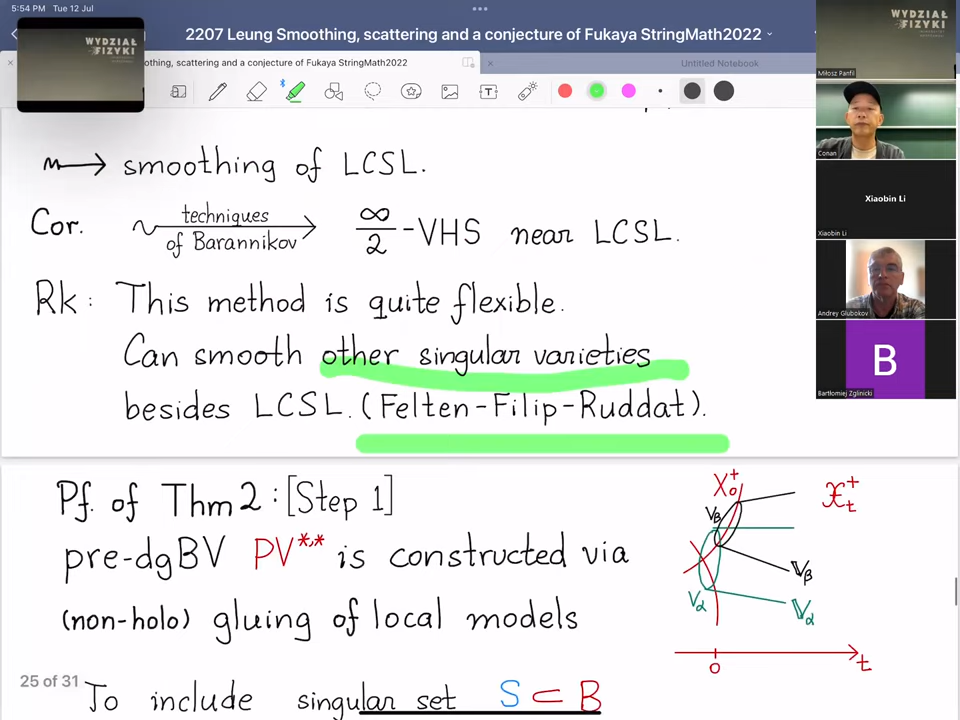 5:54 PM Tue 12 Jul
WYDZIAŁ
FIZYKI
2207 Leung Smoothing, scattering and a conjecture of Fukaya StringMath2022
othing, scattering and a conjecture of Fukaya StringMath2022
Untitled Notebook
WYDZIAŁ
FIZYKI
Miłosz Panfil
Conan
Xiaobin Li
Xiaobin Li
Andrey Glubokov
B
Bartłomiej Zglinicki
⟿ smoothing of LCSL.
Cor. techniques of Barannikov → ∞/2 -VHS near LCSL.
Rk : This method is quite flexible.
Can smooth other singular varieties
besides LCSL. (Felten-Filip-Ruddat).
Pf. of Thm 2 : [Step 1]
pre-dgBV PV*,* is constructed via
(non-holo) gluing of local models
To include singular set S ⊂ B
X₀⁺
𝔛ₜ⁺
Vβ
𝕍β
Vα
𝕍α
0
t
25 of 31